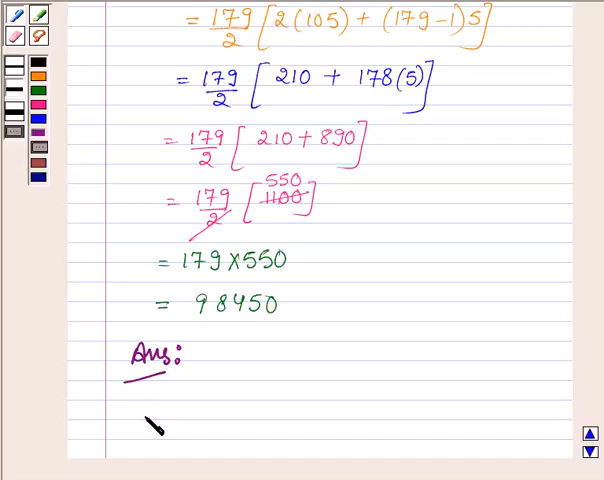 = 179/2 [2(105) + (179-1)5]
= 179/2 [210 + 178(5)]
= 179/2 [210 + 890]
550
= 179/2 [1100]
= 179 × 550
= 98450
Ans: